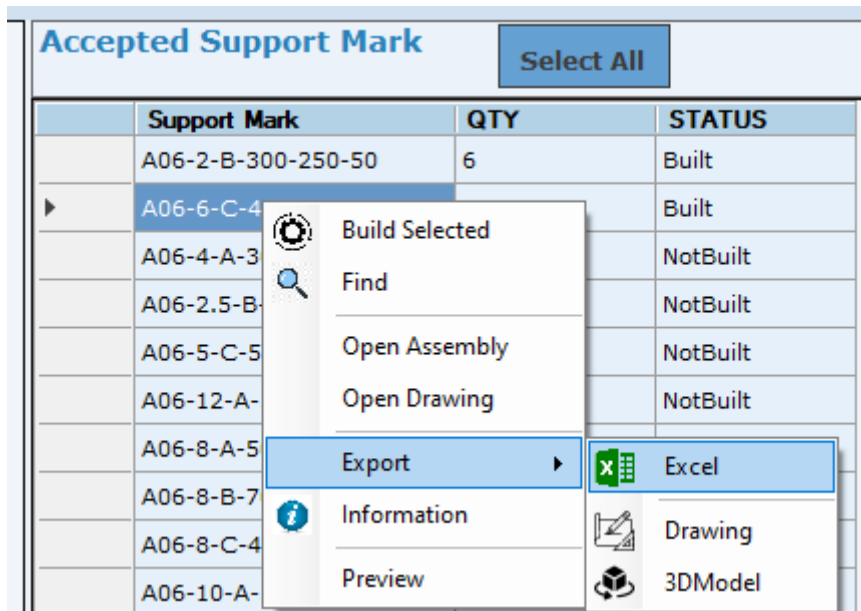 Accepted Support Mark
Select All
Support Mark QTY STATUS
A06-2-B-300-250-50 6 Built
A06-6-C-4 Built
A06-4-A-3 NotBuilt
A06-2.5-B- NotBuilt
A06-5-C-5 NotBuilt
A06-12-A- NotBuilt
A06-8-A-5
A06-8-B-7
A06-8-C-4
A06-10-A-
Build Selected
Find
Open Assembly
Open Drawing
Export
Information
Preview
Excel
Drawing
3DModel